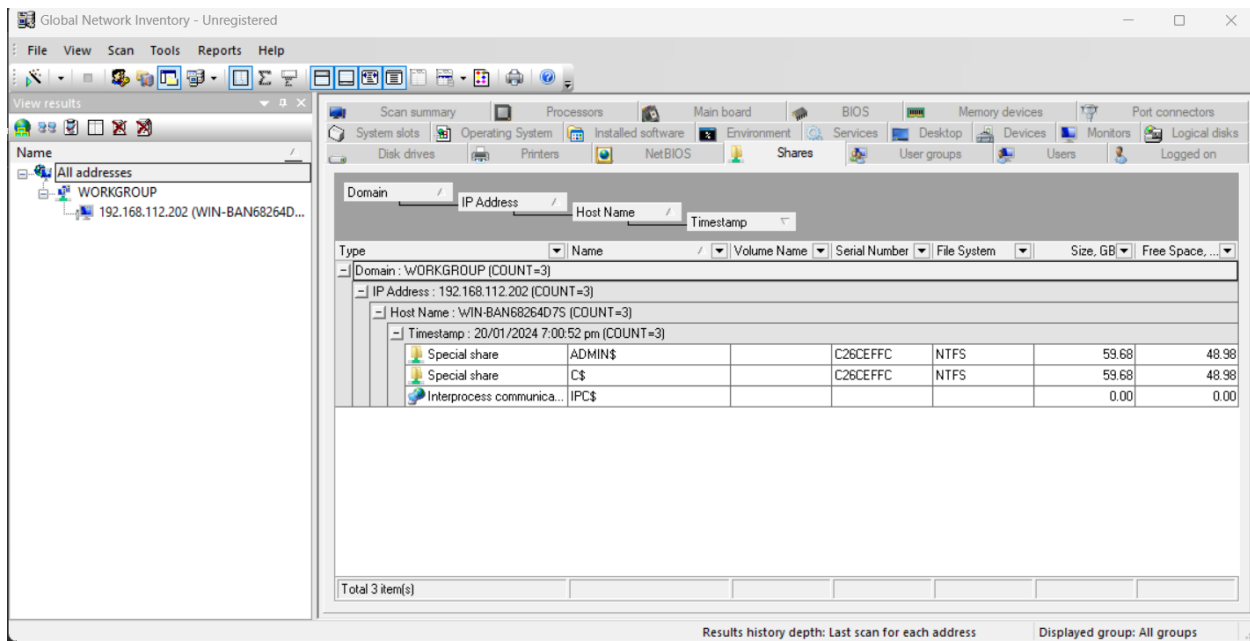 Global Network Inventory - Unregistered
File View Scan Tools Reports Help
View results
Name
All addresses
WORKGROUP
192.168.112.202 (WIN-BAN68264D...
Scan summary Processors Main board BIOS Memory devices Port connectors
System slots Operating System Installed software Environment Services Desktop Devices Monitors Logical disks
Disk drives Printers NetBIOS Shares User groups Users Logged on
Domain
IP Address
Host Name
Timestamp
Type Name Volume Name Serial Number File System Size, GB Free Space, ...
Domain : WORKGROUP (COUNT=3)
IP Address : 192.168.112.202 (COUNT=3)
Host Name : WIN-BAN68264D7S (COUNT=3)
Timestamp : 20/01/2024 7:00:52 pm (COUNT=3)
Special share ADMIN$ C26CEFFC NTFS 59.68 48.98
Special share C$ C26CEFFC NTFS 59.68 48.98
Interprocess communica... IPC$ 0.00 0.00
Total 3 item(s)
Results history depth: Last scan for each address Displayed group: All groups